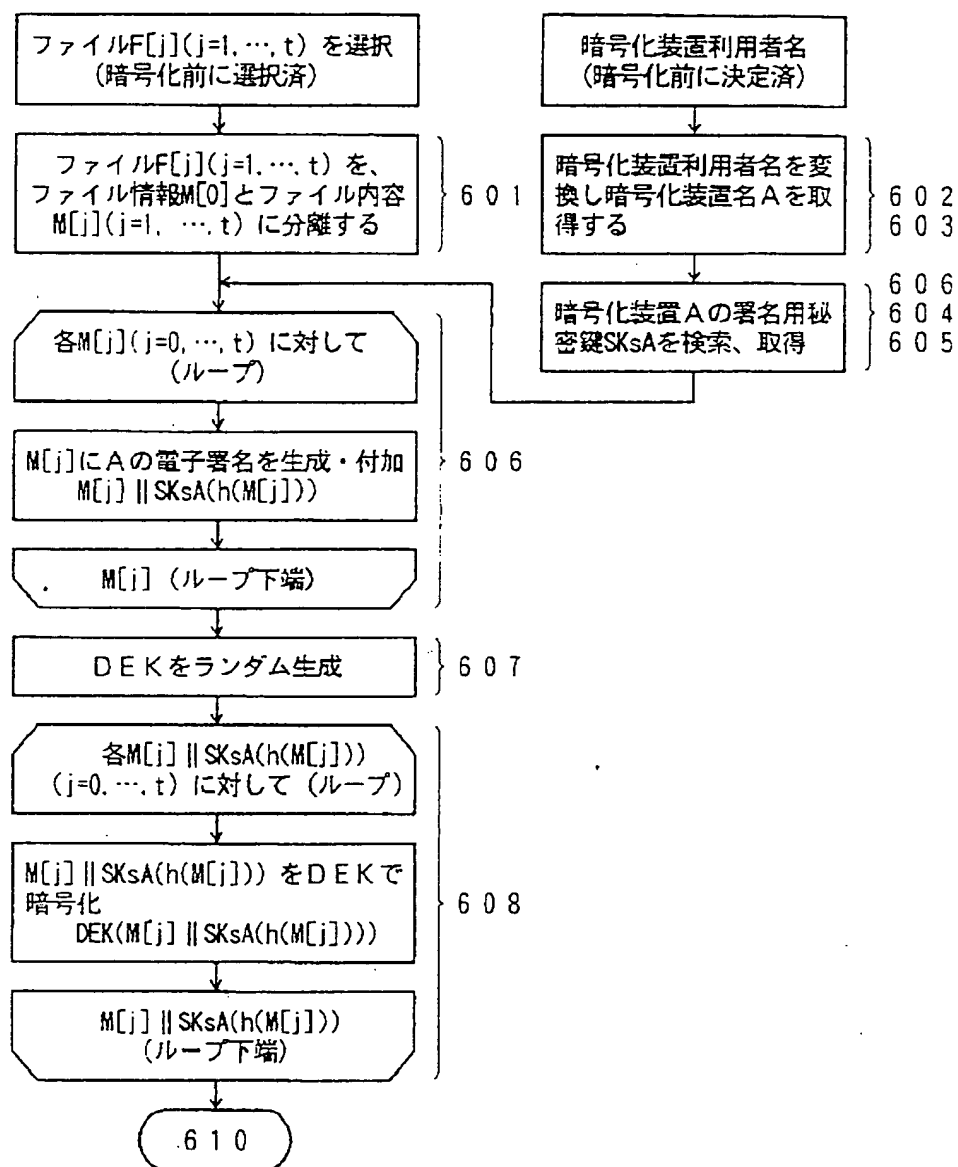 ファイルF[j](j=1, …, t) を選択
(暗号化前に選択済)
暗号化装置利用者名
(暗号化前に決定済)
ファイルF[j](j=1, …, t) を、
ファイル情報M[0]とファイル内容
M[j](j=1, …, t) に分離する
601
暗号化装置利用者名を変
換し暗号化装置名Aを取
得する
602
603
暗号化装置Aの署名用秘
密鍵SKsAを検索、取得
606
604
605
各M[j](j=0, …, t) に対して
(ループ)
M[j]にAの電子署名を生成・付加
M[j] || SKsA(h(M[j]))
606
M[j] (ループ下端)
DEKをランダム生成
607
各M[j] || SKsA(h(M[j]))
(j=0, …, t) に対して (ループ)
M[j] || SKsA(h(M[j])) をDEKで
暗号化
DEK(M[j] || SKsA(h(M[j])))
608
M[j] || SKsA(h(M[j]))
(ループ下端)
610